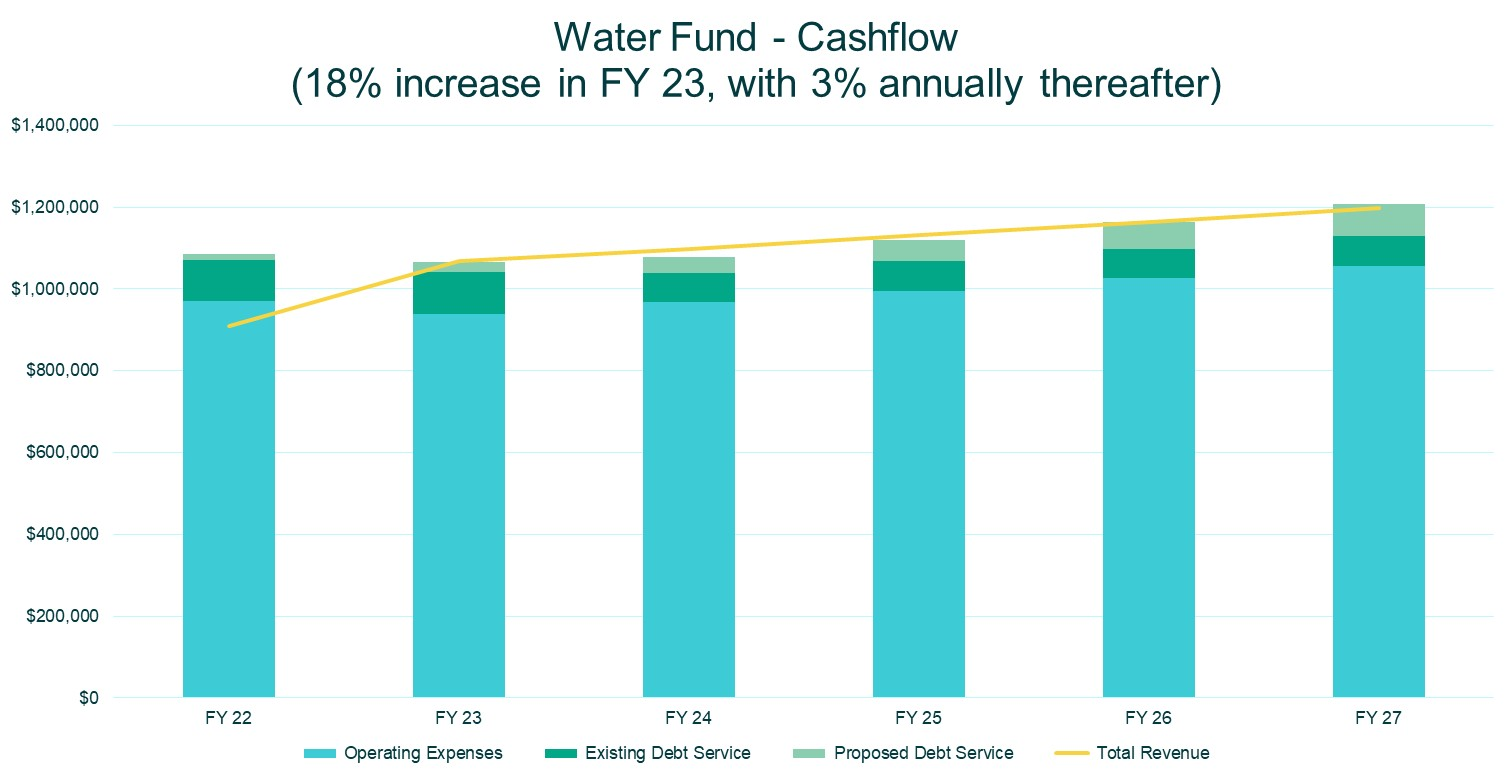 Water Fund - Cashflow
(18% increase in FY 23, with 3% annually thereafter)
$1,400,000
$1,200,000
$1,000,000
$800,000
$600,000
$400,000
$200,000
$0
FY 22 FY 23 FY 24 FY 25 FY 26 FY 27
Operating Expenses Existing Debt Service Proposed Debt Service Total Revenue